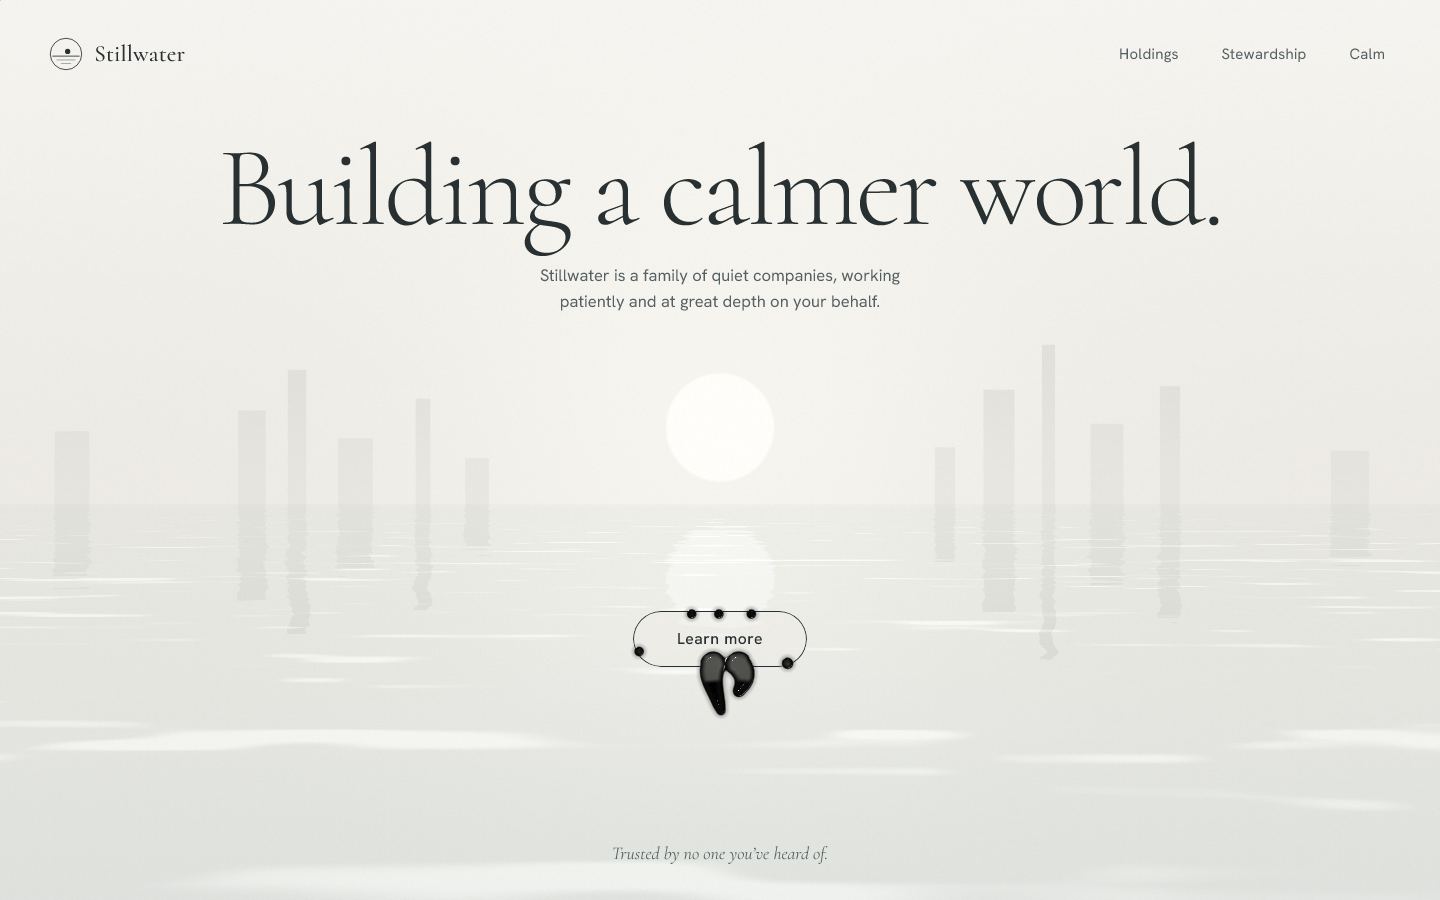 Stillwater
Holdings
Stewardship
Calm
Building a calmer world.
Stillwater is a family of quiet companies, working
patiently and at great depth on your behalf.
Learn more
Trusted by no one you’ve heard of.